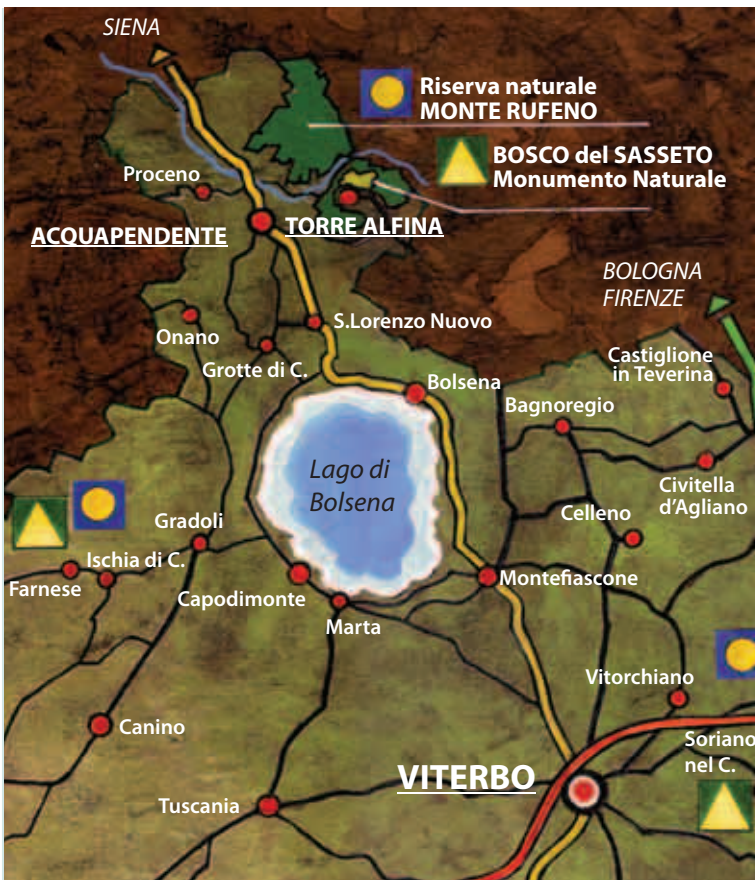 SIENA
Riserva naturale
MONTE RUFENO
BOSCO del SASSETO
Monumento Naturale
Proceno
ACQUAPENDENTE
TORRE ALFINA
BOLOGNA
FIRENZE
S.Lorenzo Nuovo
Onano
Grotte di C.
Castiglione
in Teverina
Bolsena
Bagnoregio
Lago di
Bolsena
Civitella
d'Agliano
Celleno
Gradoli
Ischia di C.
Farnese
Capodimonte
Montefiascone
Marta
Vitorchiano
Canino
Soriano
nel C.
VITERBO
Tuscania